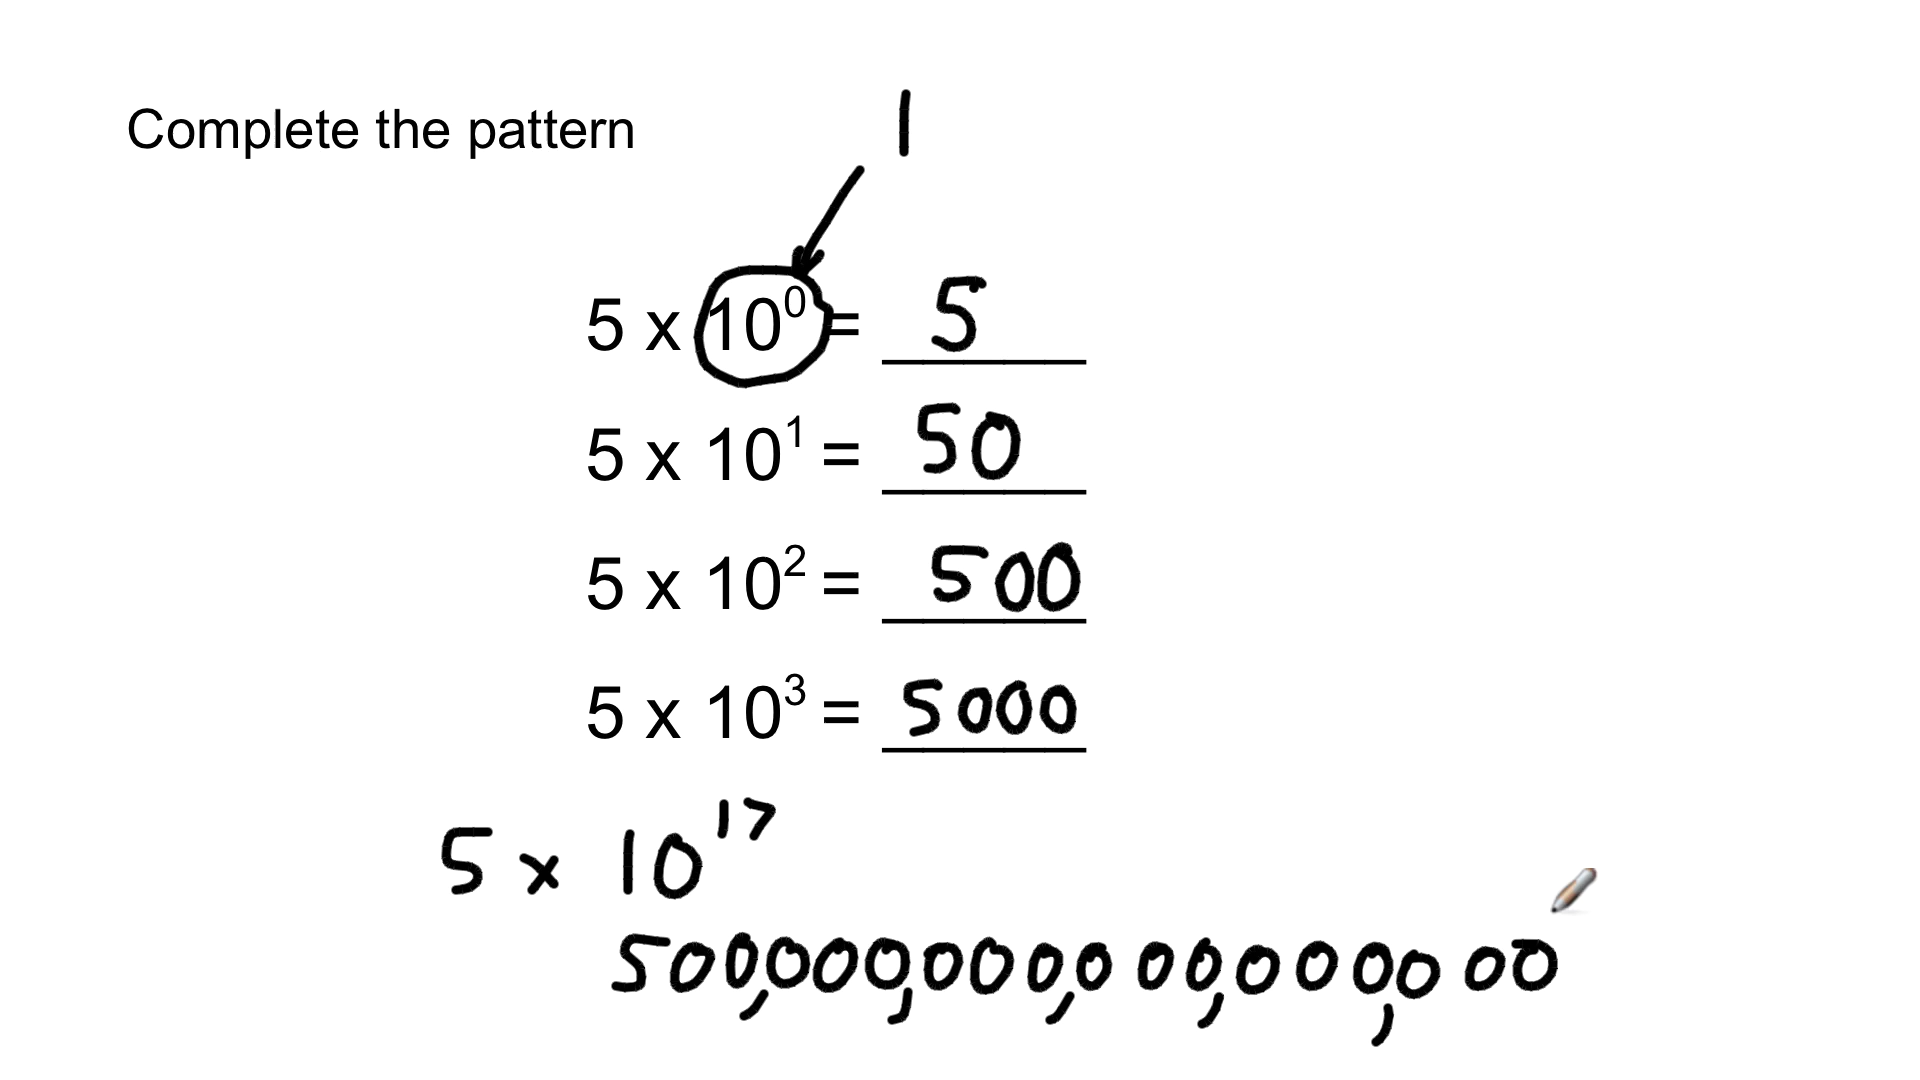 Complete the pattern
1
5 x 10⁰ = 5
5 x 10¹ = 50
5 x 10² = 500
5 x 10³ = 5000
5 x 10¹⁷
500,000,000,000,000,000